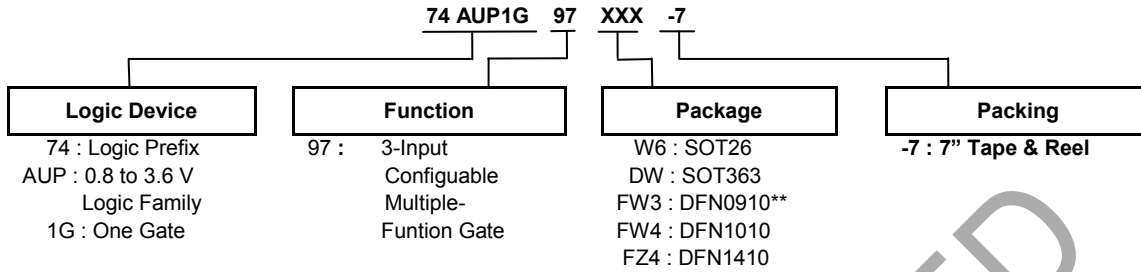 74 AUP1G 97 XXX -7
Logic Device
74 : Logic Prefix
AUP : 0.8 to 3.6 V
Logic Family
1G : One Gate
Function
97 : 3-Input
Configuable
Multiple-
Funtion Gate
Package
W6 : SOT26
DW : SOT363
FW3 : DFN0910**
FW4 : DFN1010
FZ4 : DFN1410
Packing
-7 : 7” Tape & Reel
ED